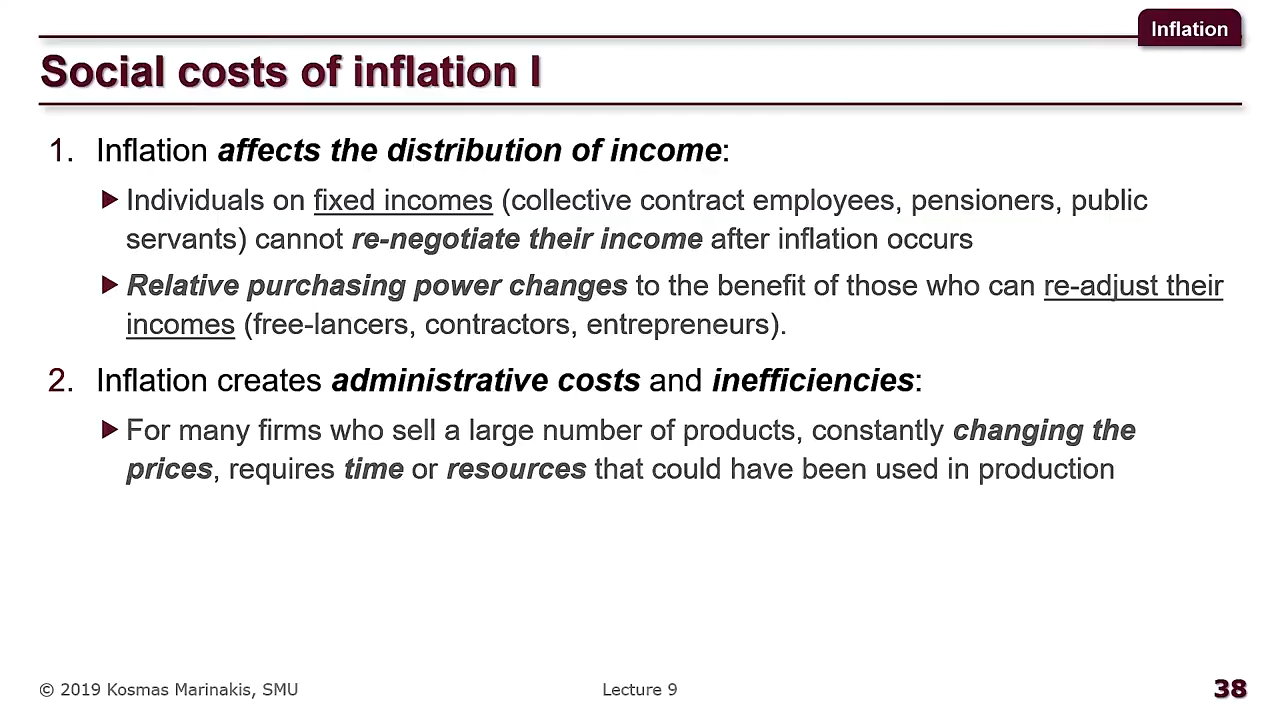 Inflation
Social costs of inflation I
1. Inflation affects the distribution of income:
Individuals on fixed incomes (collective contract employees, pensioners, public
servants) cannot re-negotiate their income after inflation occurs
Relative purchasing power changes to the benefit of those who can re-adjust their
incomes (free-lancers, contractors, entrepreneurs).
2. Inflation creates administrative costs and inefficiencies:
For many firms who sell a large number of products, constantly changing the
prices, requires time or resources that could have been used in production
© 2019 Kosmas Marinakis, SMU
Lecture 9
38